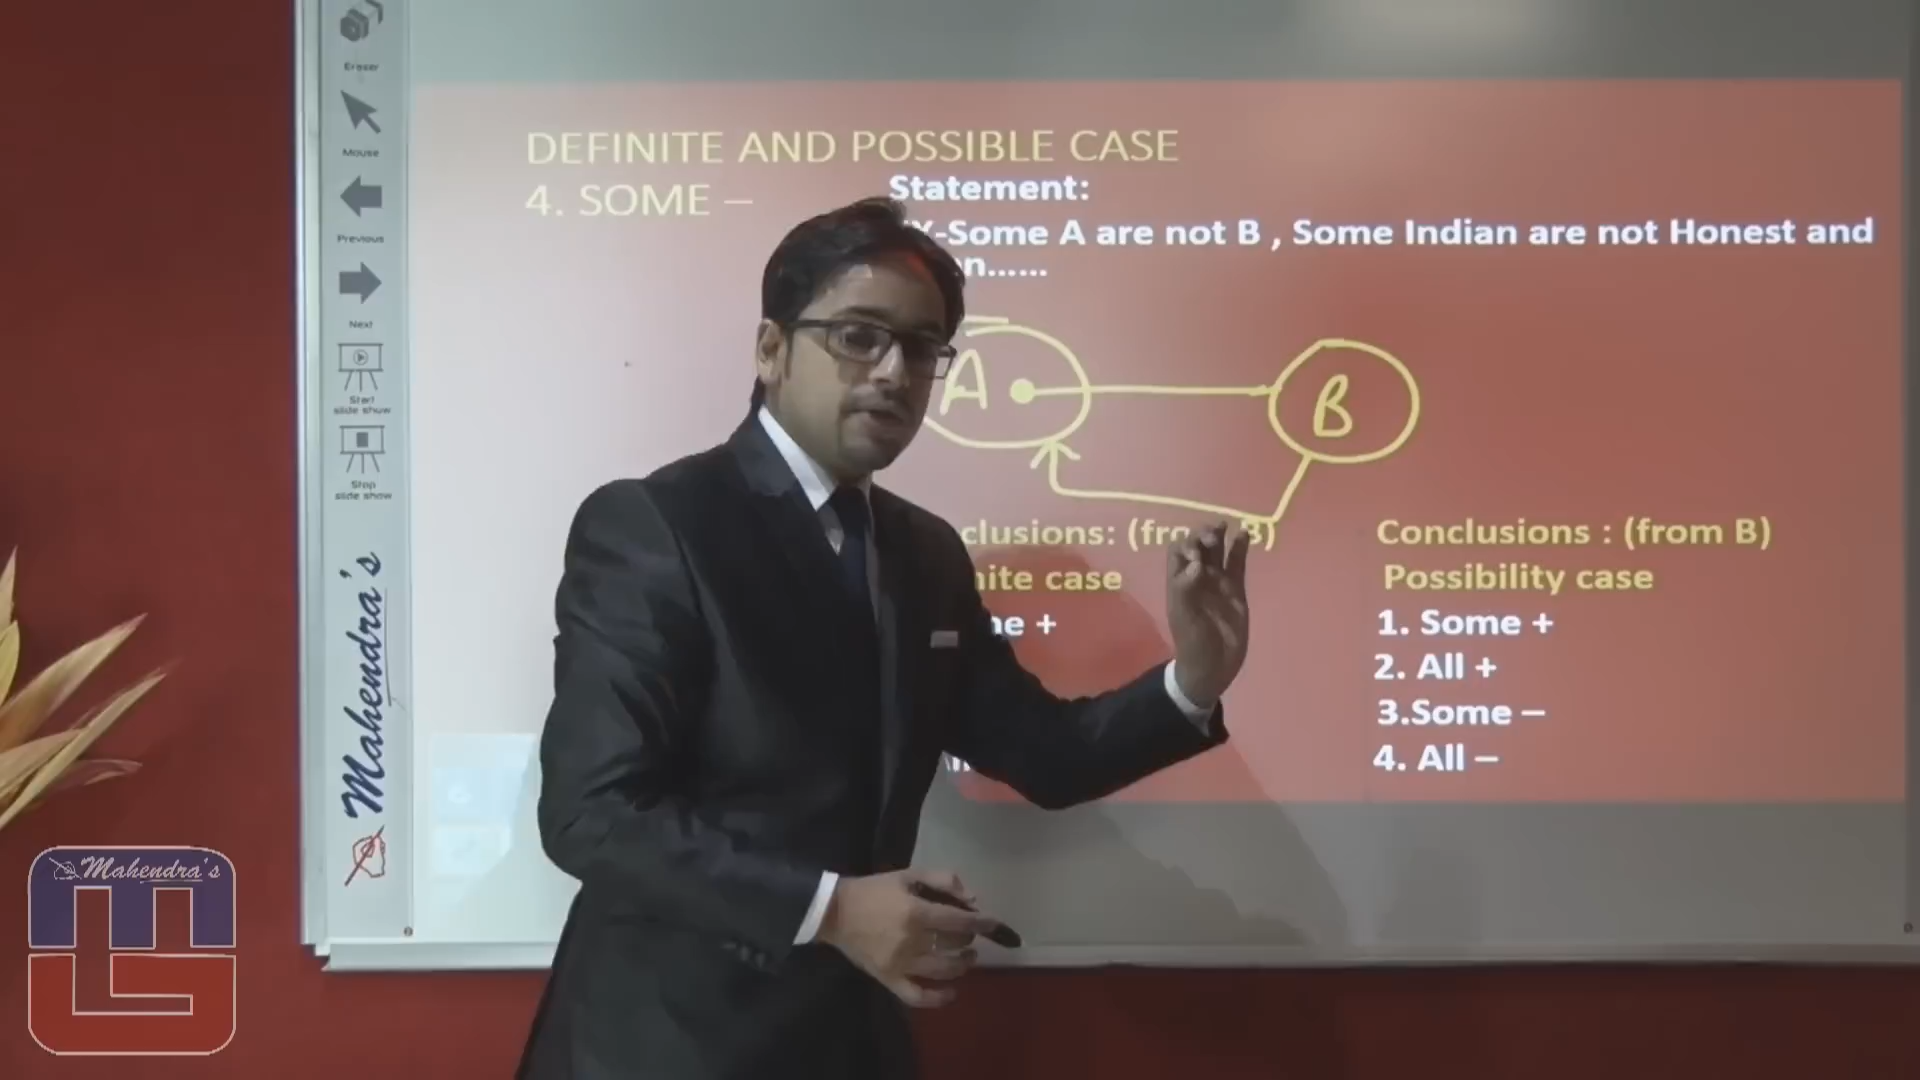 Eraser
Mouse
Previous
Next
Start
slide show
Stop
slide show
Mahendra's
DEFINITE AND POSSIBLE CASE
4. SOME –
Statement:
-Some A are not B , Some Indian are not Honest and
......
A
B
Conclusions : (from B)
case
Possibility case
+
1. Some +
2. All +
3.Some –
4. All –
Mahendra's